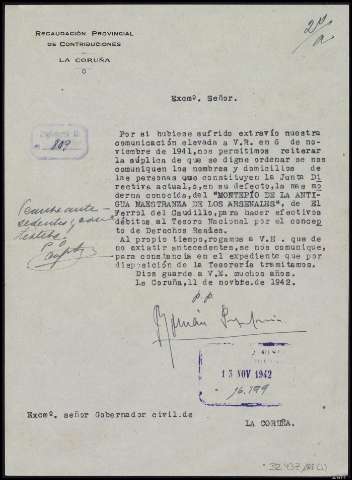 2ª/a
RECAUDACIÓN PROVINCIAL
DE CONTRIBUCIONES
LA CORUÑA
Excmº. Señor.
809
Por si hubiese sufrido extravío nuestra
comunicación elevada a V.E. en 6 de no-
viembre de 1941, nos permitimos reiterar
la súplica de que se digne ordenar se nos
comuniquen los nombres y domicilios de
las personas que constituyen la Junta Di
rectiva actual, o, en su defecto, la mas mo
derna conocida, del "MONTEPÍO DE LA ANTI-
GUA MAESTRANZA DE LOS ARSENALES", de El
Ferrol del Caudillo, para hacer efectivos
débitos al Tesoro Nacional por el concep-
to de Derechos Reales.
Al propio tiempo, rogamos a V.E. que de
no existir antecedentes, se nos comunique,
para constancia en el expediente que por
disposición de la Tesorería tramitamos.
Dios guarde a V.E. muchos años.
La Coruña, 11 de novbre. de 1942.
p.p.
13 NOV 1942
16.799
Excmº. señor Gobernador civil de
LA CORUÑA.